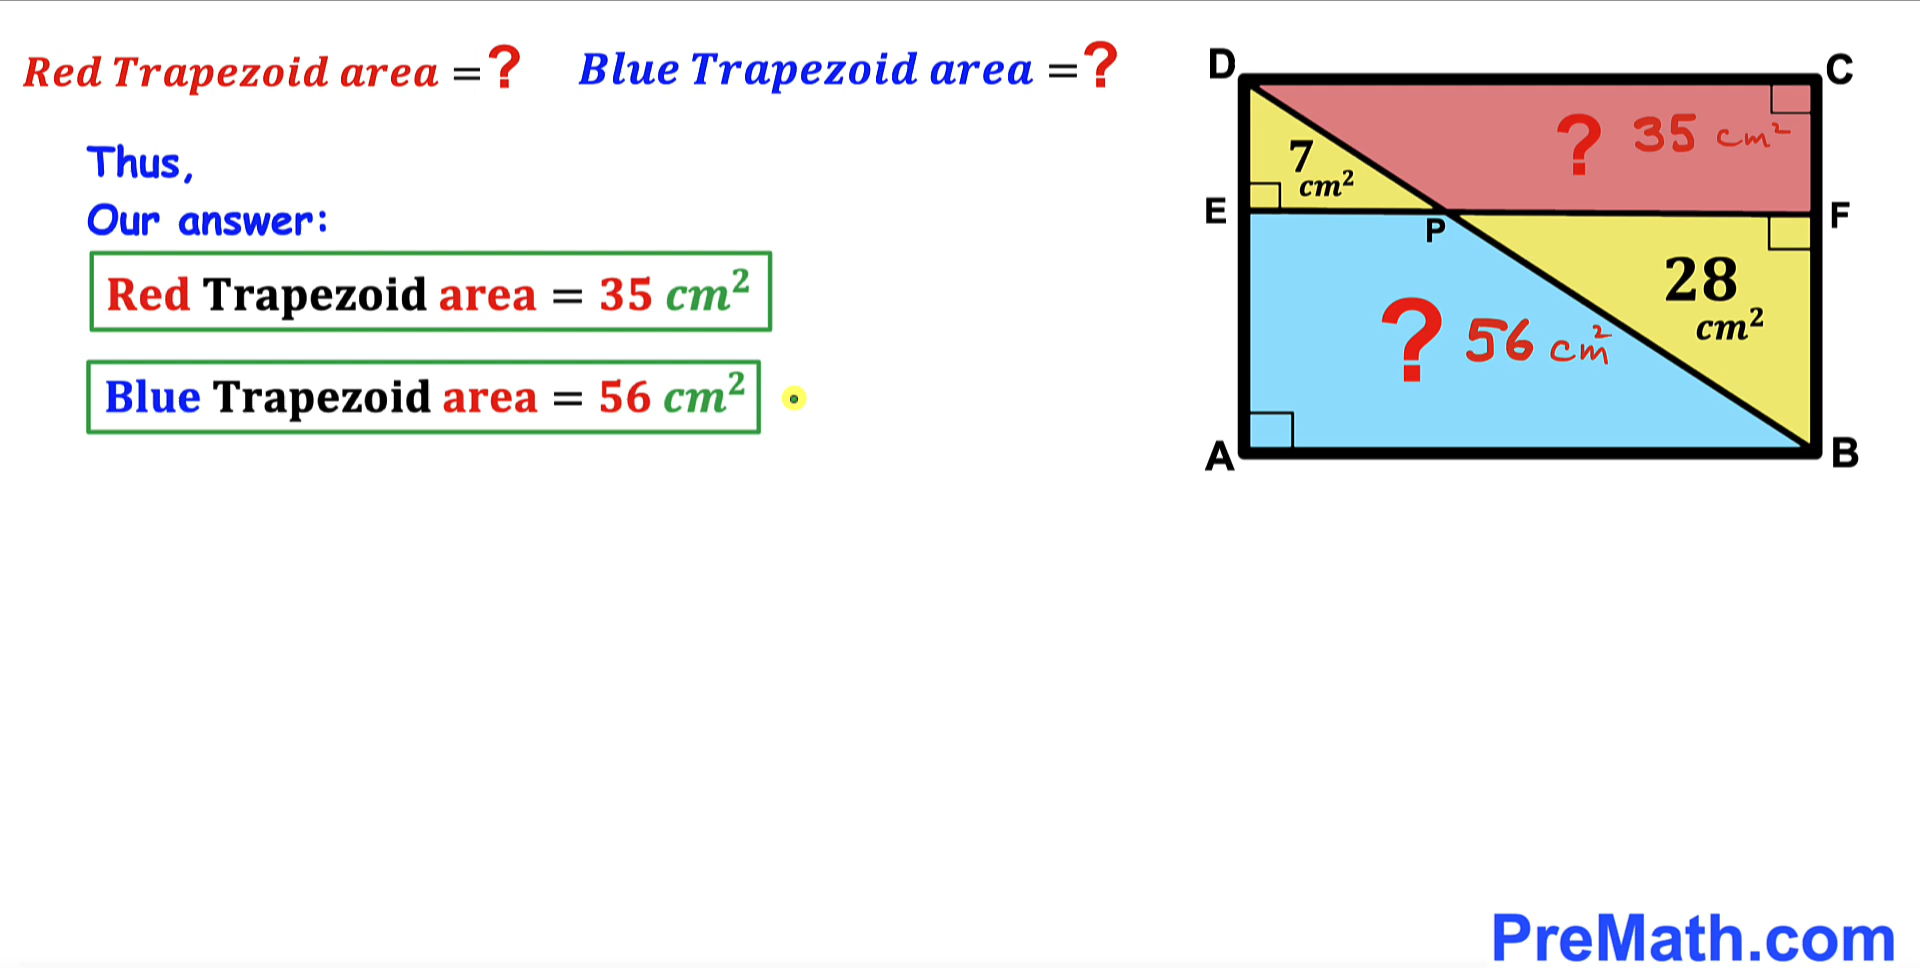 Red Trapezoid area = ?
Blue Trapezoid area = ?
Thus,
Our answer:
Red Trapezoid area = 35 cm²
Blue Trapezoid area = 56 cm²
D
C
? 35 cm²
7
cm²
E
P
F
28
cm²
? 56 cm²
A
B
PreMath.com